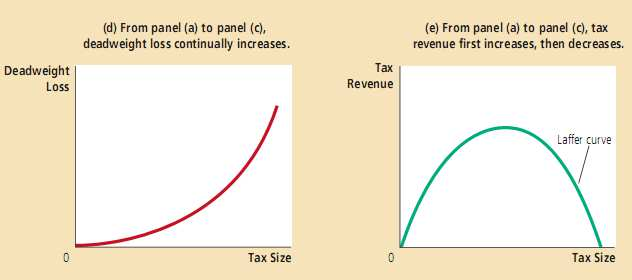 (d) From panel (a) to panel (c),
deadweight loss continually increases.
Deadweight
Loss
0
Tax Size
(e) From panel (a) to panel (c), tax
revenue first increases, then decreases.
Tax
Revenue
Laffer curve
0
Tax Size